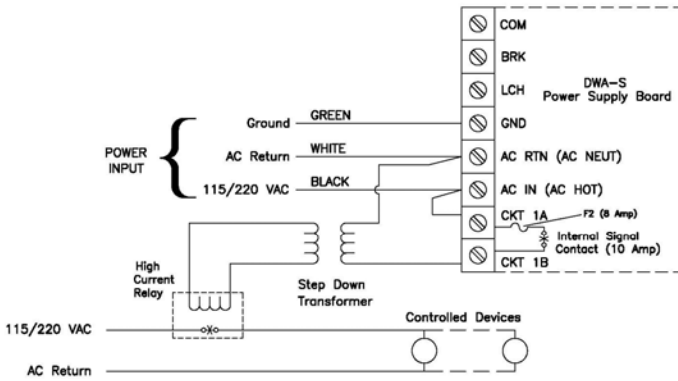 COM
BRK
DWA-S
Power Supply Board
LCH
GREEN
Ground
GND
POWER
INPUT
WHITE
AC Return
AC RTN (AC NEUT)
BLACK
115/220 VAC
AC IN (AC HOT)
CKT 1A
F2 (8 Amp)
Internal Signal
Contact (10 Amp)
CKT 1B
High
Current
Relay
Step Down
Transformer
Controlled Devices
115/220 VAC
AC Return